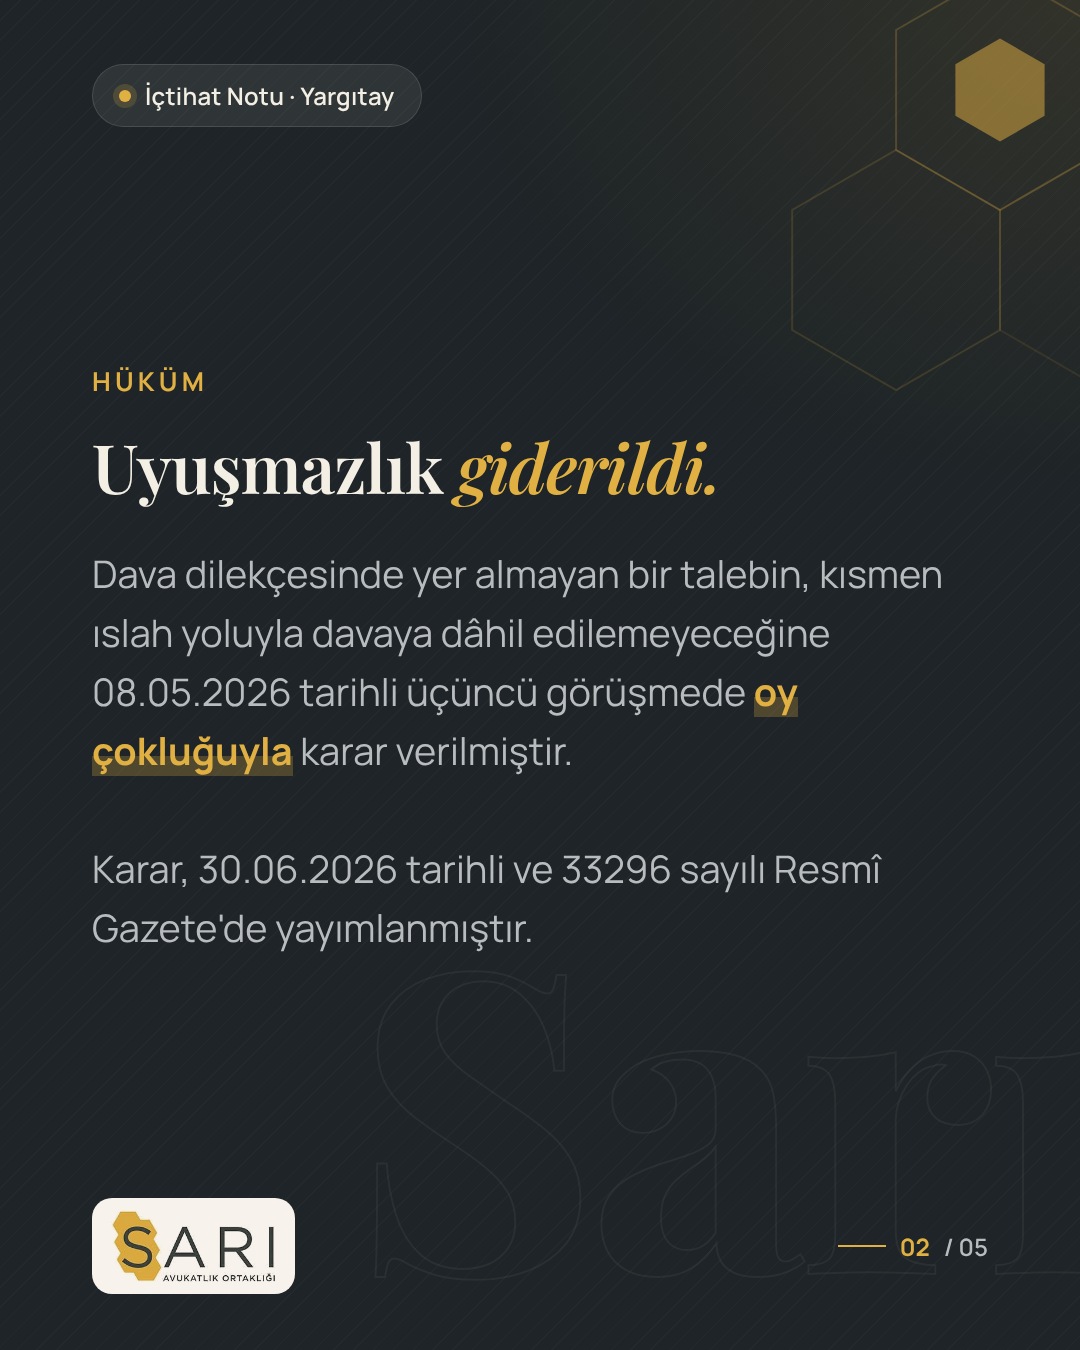 İçtihat Notu · Yargıtay
HÜKÜM
Uyuşmazlık giderildi.
Dava dilekçesinde yer almayan bir talebin, kısmen
ıslah yoluyla davaya dâhil edilemeyeceğine
08.05.2026 tarihli üçüncü görüşmede oy
çokluğuyla karar verilmiştir.
Karar, 30.06.2026 tarihli ve 33296 sayılı Resmî
Gazete'de yayımlanmıştır.
Sarı
SARI
AVUKATLIK ORTAKLIĞI
02 / 05